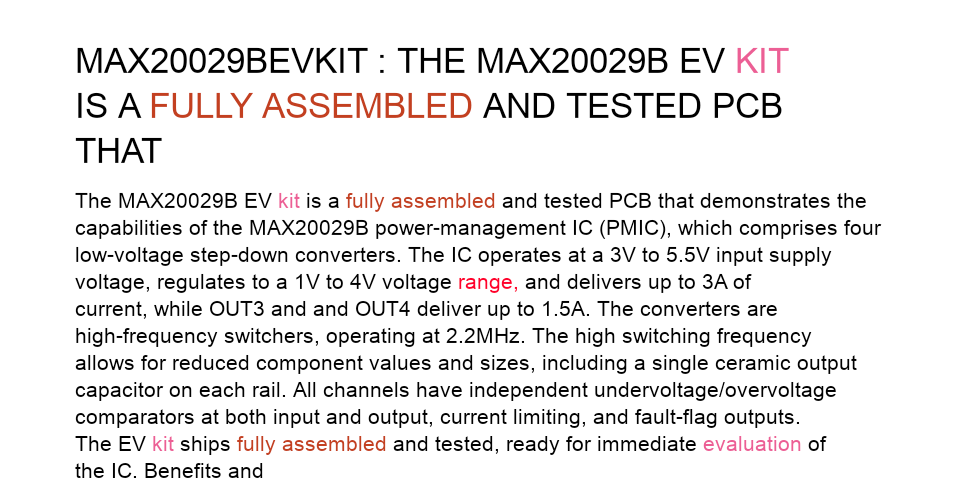 MAX20029BEVKIT : THE MAX20029B EV KIT
IS A FULLY ASSEMBLED AND TESTED PCB
THAT
The MAX20029B EV kit is a fully assembled and tested PCB that demonstrates the
capabilities of the MAX20029B power-management IC (PMIC), which comprises four
low-voltage step-down converters. The IC operates at a 3V to 5.5V input supply
voltage, regulates to a 1V to 4V voltage range, and delivers up to 3A of
current, while OUT3 and and OUT4 deliver up to 1.5A. The converters are
high-frequency switchers, operating at 2.2MHz. The high switching frequency
allows for reduced component values and sizes, including a single ceramic output
capacitor on each rail. All channels have independent undervoltage/overvoltage
comparators at both input and output, current limiting, and fault-flag outputs.
The EV kit ships fully assembled and tested, ready for immediate evaluation of
the IC. Benefits and